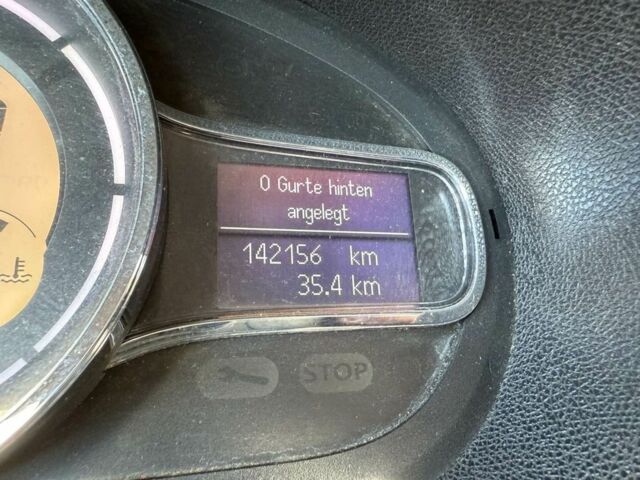 0 Gurte hinten
angelegt
142156 km
35.4 km
STOP